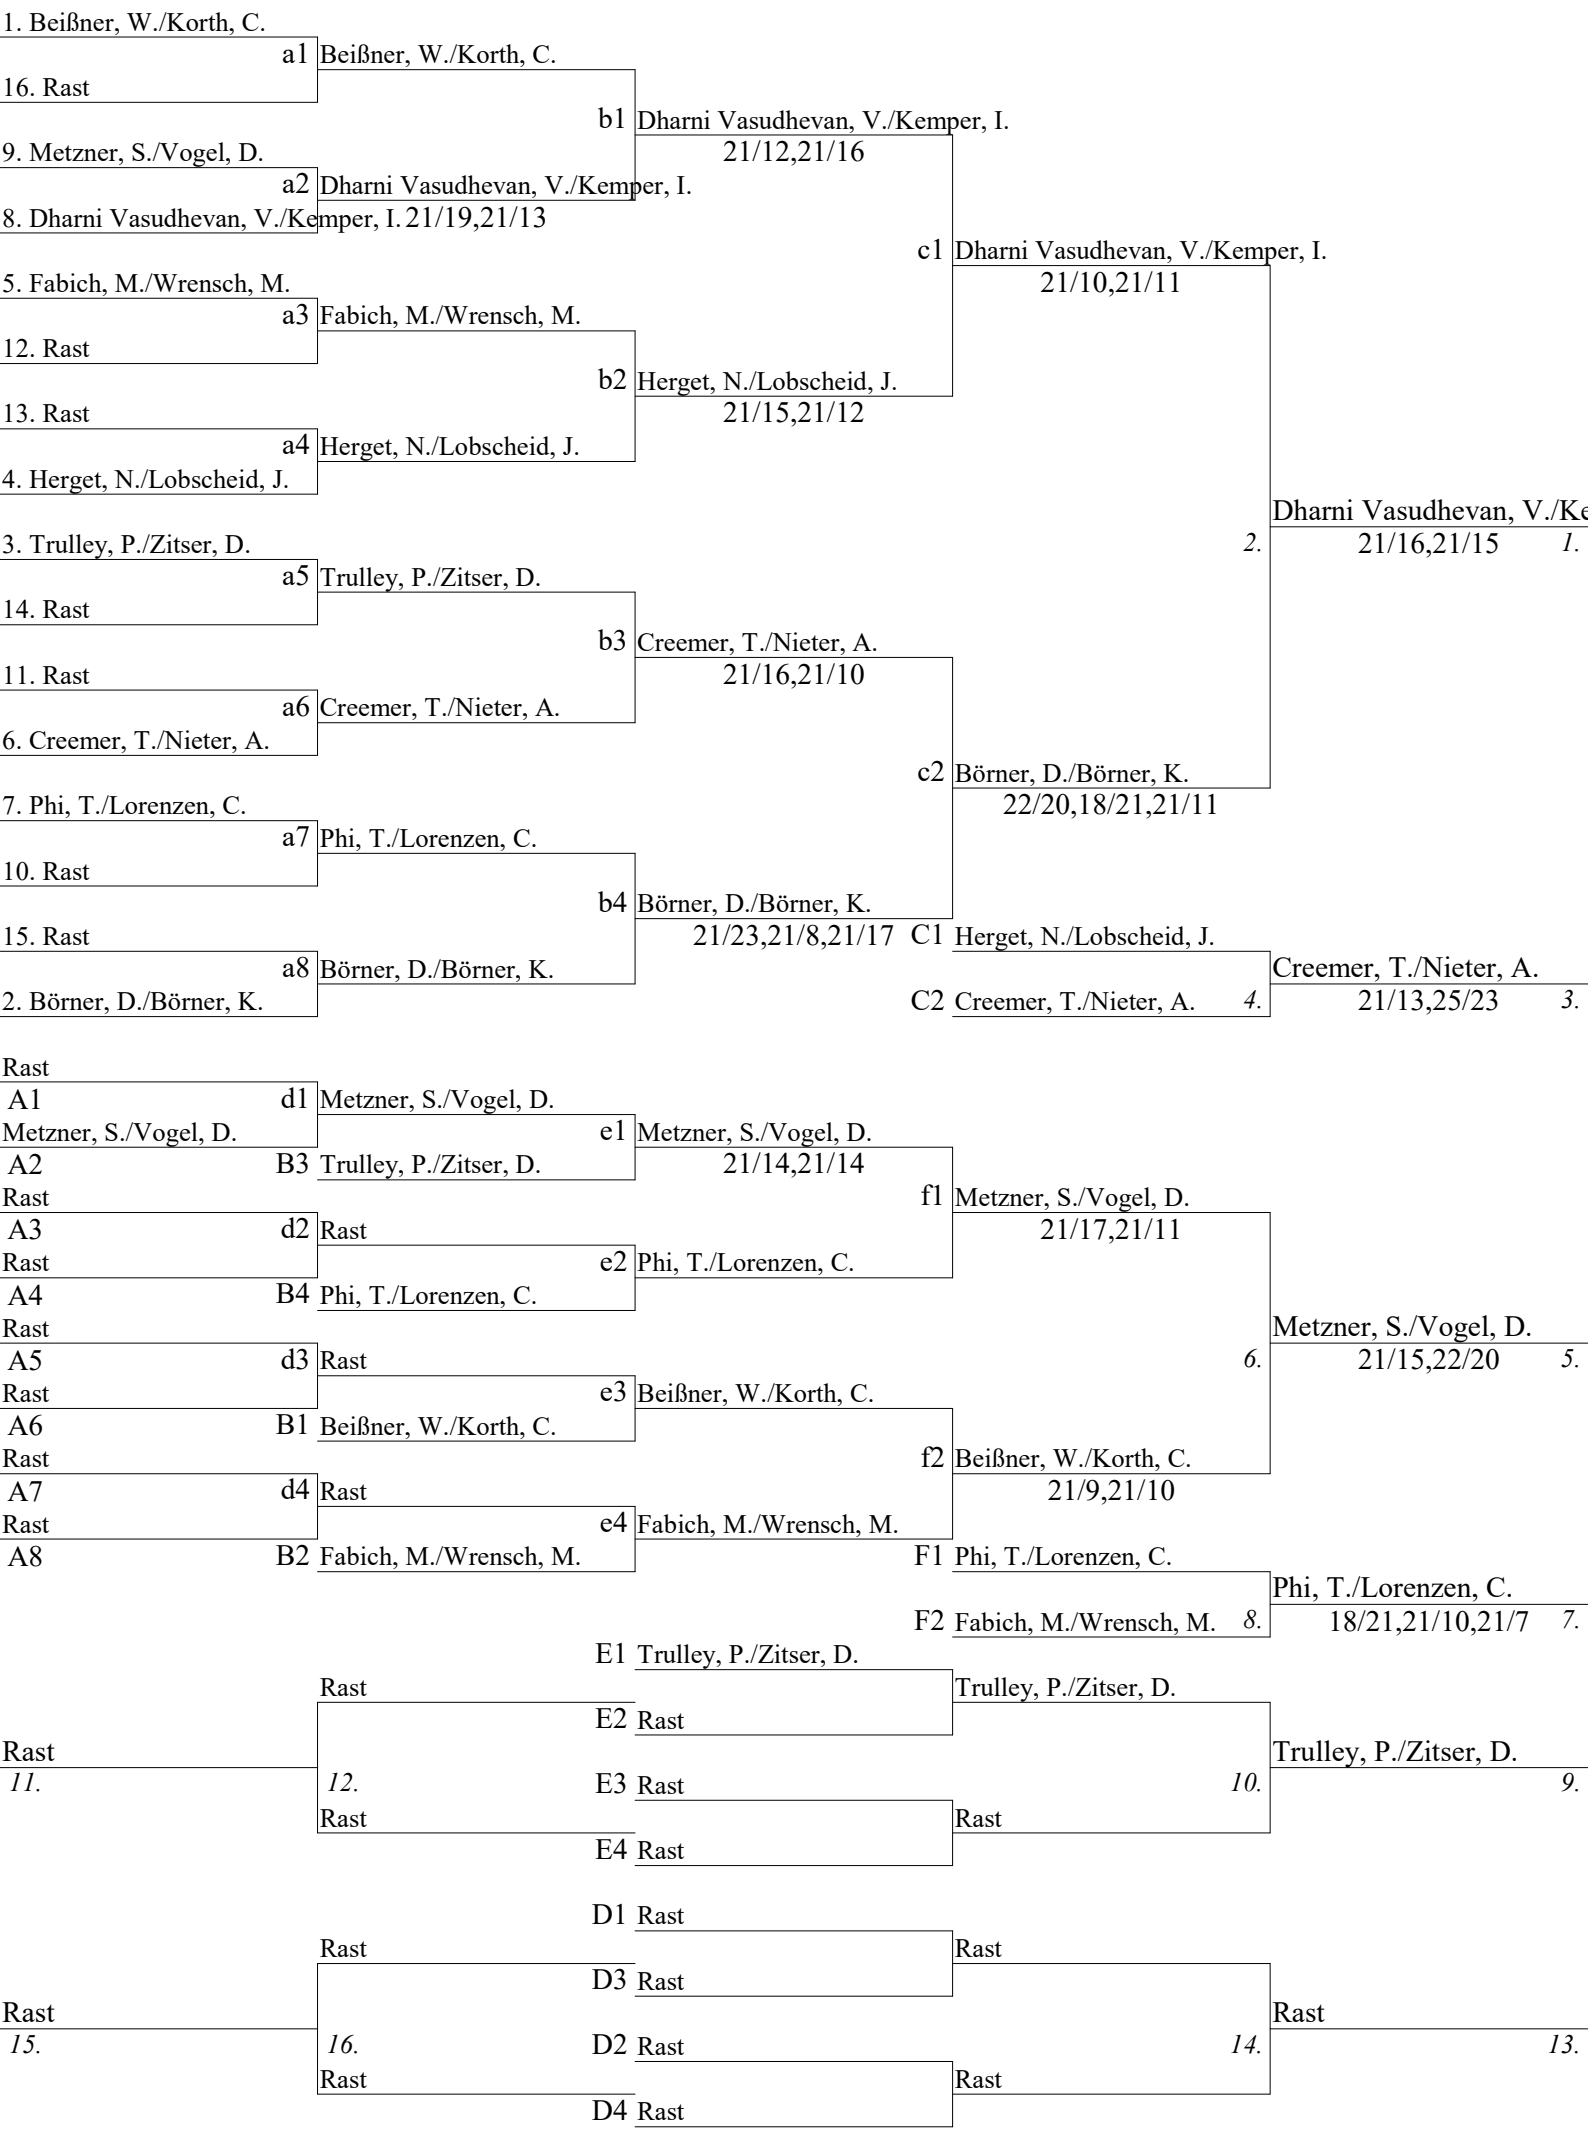 1. Beißner, W./Korth, C.
a1 Beißner, W./Korth, C.
16. Rast
b1 Dharni Vasudhevan, V./Kemper, I.
21/12,21/16
9. Metzner, S./Vogel, D.
a2 Dharni Vasudhevan, V./Kemper, I.
8. Dharni Vasudhevan, V./Kemper, I. 21/19,21/13
c1 Dharni Vasudhevan, V./Kemper, I.
21/10,21/11
5. Fabich, M./Wrensch, M.
a3 Fabich, M./Wrensch, M.
12. Rast
b2 Herget, N./Lobscheid, J.
21/15,21/12
13. Rast
a4 Herget, N./Lobscheid, J.
4. Herget, N./Lobscheid, J.
Dharni Vasudhevan, V./Ke
2. 21/16,21/15 1.
3. Trulley, P./Zitser, D.
a5 Trulley, P./Zitser, D.
14. Rast
b3 Creemer, T./Nieter, A.
21/16,21/10
11. Rast
a6 Creemer, T./Nieter, A.
6. Creemer, T./Nieter, A.
c2 Börner, D./Börner, K.
22/20,18/21,21/11
7. Phi, T./Lorenzen, C.
a7 Phi, T./Lorenzen, C.
10. Rast
b4 Börner, D./Börner, K.
21/23,21/8,21/17 C1 Herget, N./Lobscheid, J.
15. Rast
a8 Börner, D./Börner, K.
Creemer, T./Nieter, A.
2. Börner, D./Börner, K.
C2 Creemer, T./Nieter, A. 4. 21/13,25/23 3.
Rast
A1 d1 Metzner, S./Vogel, D.
Metzner, S./Vogel, D.
e1 Metzner, S./Vogel, D.
A2 B3 Trulley, P./Zitser, D. 21/14,21/14
Rast
f1 Metzner, S./Vogel, D.
A3 d2 Rast
21/17,21/11
Rast
e2 Phi, T./Lorenzen, C.
A4 B4 Phi, T./Lorenzen, C.
Rast
Metzner, S./Vogel, D.
A5 d3 Rast
6. 21/15,22/20 5.
Rast
e3 Beißner, W./Korth, C.
A6 B1 Beißner, W./Korth, C.
Rast
f2 Beißner, W./Korth, C.
A7 d4 Rast
21/9,21/10
Rast
e4 Fabich, M./Wrensch, M.
A8 B2 Fabich, M./Wrensch, M.
F1 Phi, T./Lorenzen, C.
Phi, T./Lorenzen, C.
F2 Fabich, M./Wrensch, M. 8. 18/21,21/10,21/7 7.
E1 Trulley, P./Zitser, D.
Rast
Trulley, P./Zitser, D.
E2 Rast
Rast
Trulley, P./Zitser, D.
11. 12. E3 Rast 10. 9.
Rast
Rast
E4 Rast
D1 Rast
Rast
Rast
D3 Rast
Rast
Rast
15. 16. D2 Rast 14. 13.
Rast
Rast
D4 Rast